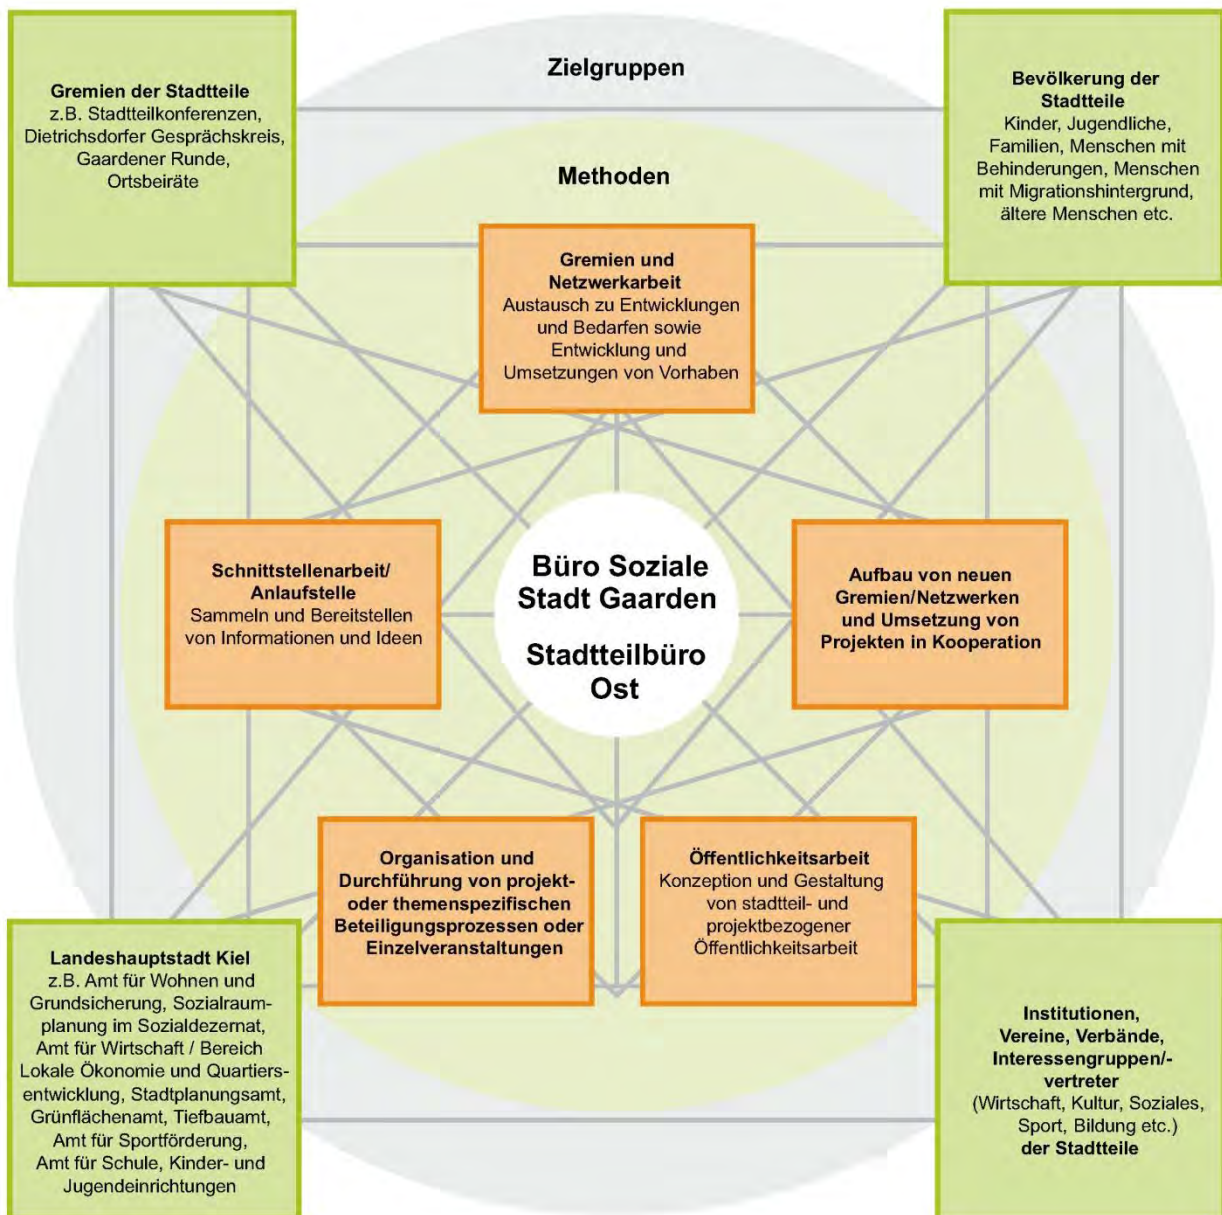 Zielgruppen
Gremien der Stadtteile
z.B. Stadtteilkonferenzen,
Dietrichsdorfer Gesprächskreis,
Gaardener Runde,
Ortsbeiräte
Bevölkerung der
Stadtteile
Kinder, Jugendliche,
Familien, Menschen mit
Behinderungen, Menschen
mit Migrationshintergrund,
ältere Menschen etc.
Methoden
Gremien und
Netzwerkarbeit
Austausch zu Entwicklungen
und Bedarfen sowie
Entwicklung und
Umsetzungen von Vorhaben
Schnittstellenarbeit/
Anlaufstelle
Sammeln und Bereitstellen
von Informationen und Ideen
Büro Soziale
Stadt Gaarden
Stadtteilbüro
Ost
Aufbau von neuen
Gremien/Netzwerken
und Umsetzung von
Projekten in Kooperation
Organisation und
Durchführung von projekt-
oder themenspezifischen
Beteiligungsprozessen oder
Einzelveranstaltungen
Öffentlichkeitsarbeit
Konzeption und Gestaltung
von stadtteil- und
projektbezogener
Öffentlichkeitsarbeit
Landeshauptstadt Kiel
z.B. Amt für Wohnen und
Grundsicherung, Sozialraum-
planung im Sozialdezernat,
Amt für Wirtschaft / Bereich
Lokale Ökonomie und Quartiers-
entwicklung, Stadtplanungsamt,
Grünflächenamt, Tiefbauamt,
Amt für Sportförderung,
Amt für Schule, Kinder- und
Jugendeinrichtungen
Institutionen,
Vereine, Verbände,
Interessengruppen/-
vertreter
(Wirtschaft, Kultur, Soziales,
Sport, Bildung etc.)
der Stadtteile